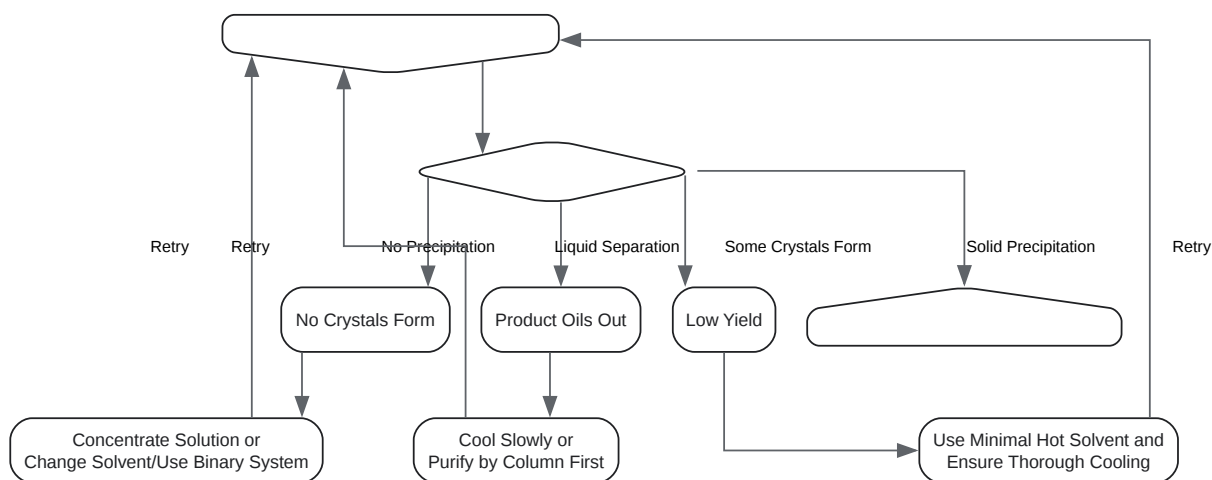 Retry
Retry
No Precipitation
Liquid Separation
Some Crystals Form
Solid Precipitation
Retry
No Crystals Form
Product Oils Out
Low Yield
Concentrate Solution or
Change Solvent/Use Binary System
Cool Slowly or
Purify by Column First
Use Minimal Hot Solvent and
Ensure Thorough Cooling